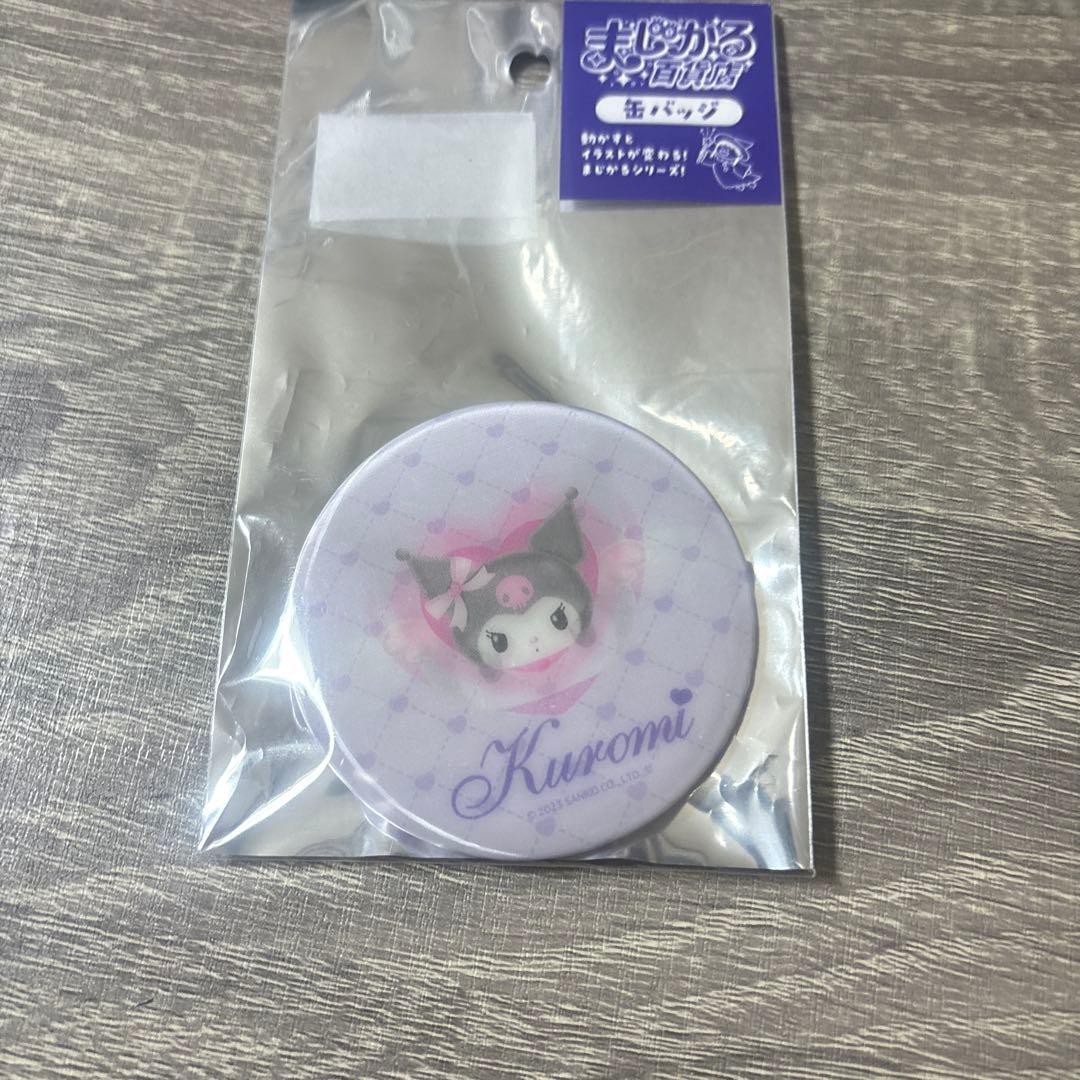 まじかる
百貨店
缶バッジ
動かすと
イラストが変わる!
まじかるシリーズ!
Kuromi
© 2023 SANRIO CO., LTD.